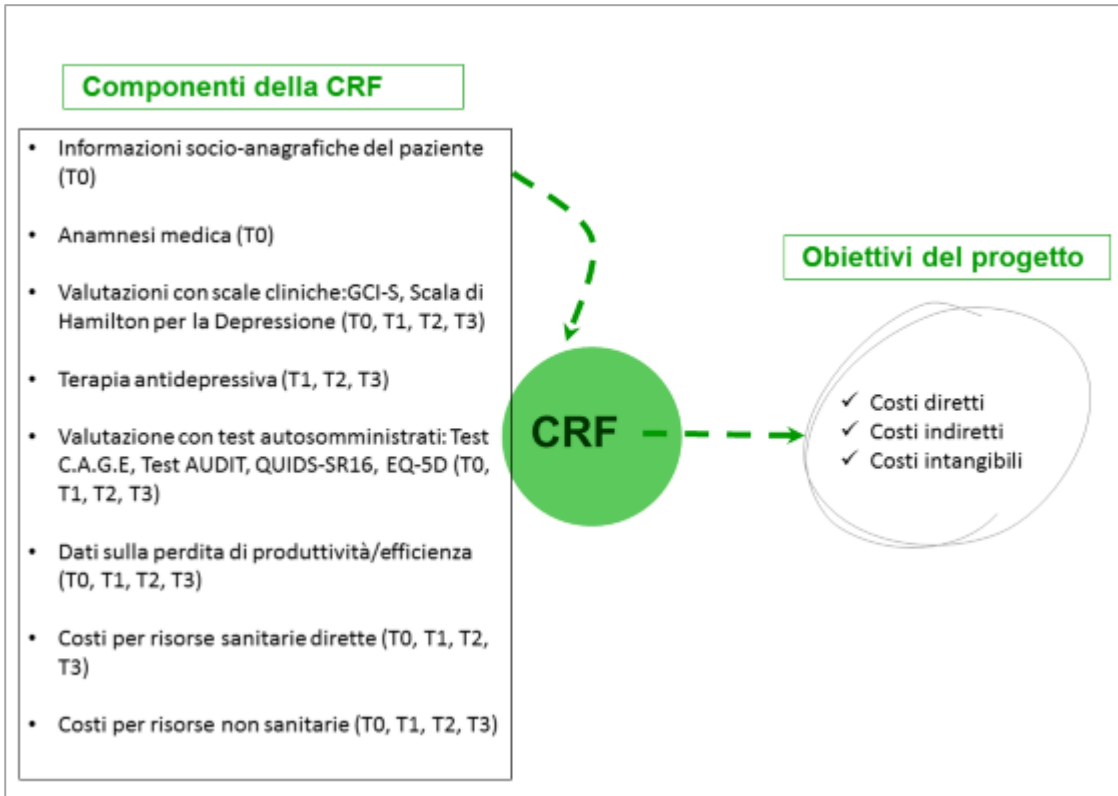 Componenti della CRF
• Informazioni socio-anagrafiche del paziente
(T0)
• Anamnesi medica (T0)
• Valutazioni con scale cliniche:GCI-S, Scala di
Hamilton per la Depressione (T0, T1, T2, T3)
• Terapia antidepressiva (T1, T2, T3)
• Valutazione con test autosomministrati: Test
C.A.G.E, Test AUDIT, QUIDS-SR16, EQ-5D (T0,
T1, T2, T3)
• Dati sulla perdita di produttività/efficienza
(T0, T1, T2, T3)
• Costi per risorse sanitarie dirette (T0, T1, T2,
T3)
• Costi per risorse non sanitarie (T0, T1, T2, T3)
CRF
Obiettivi del progetto
✓ Costi diretti
✓ Costi indiretti
✓ Costi intangibili